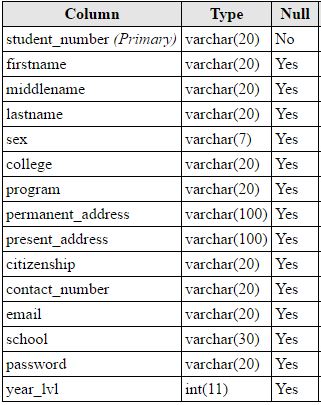 Column Type Null
student_number (Primary) varchar(20) No
firstname varchar(20) Yes
middlename varchar(20) Yes
lastname varchar(20) Yes
sex varchar(7) Yes
college varchar(20) Yes
program varchar(20) Yes
permanent_address varchar(100) Yes
present_address varchar(100) Yes
citizenship varchar(20) Yes
contact_number varchar(20) Yes
email varchar(20) Yes
school varchar(30) Yes
password varchar(20) Yes
year_lvl int(11) Yes